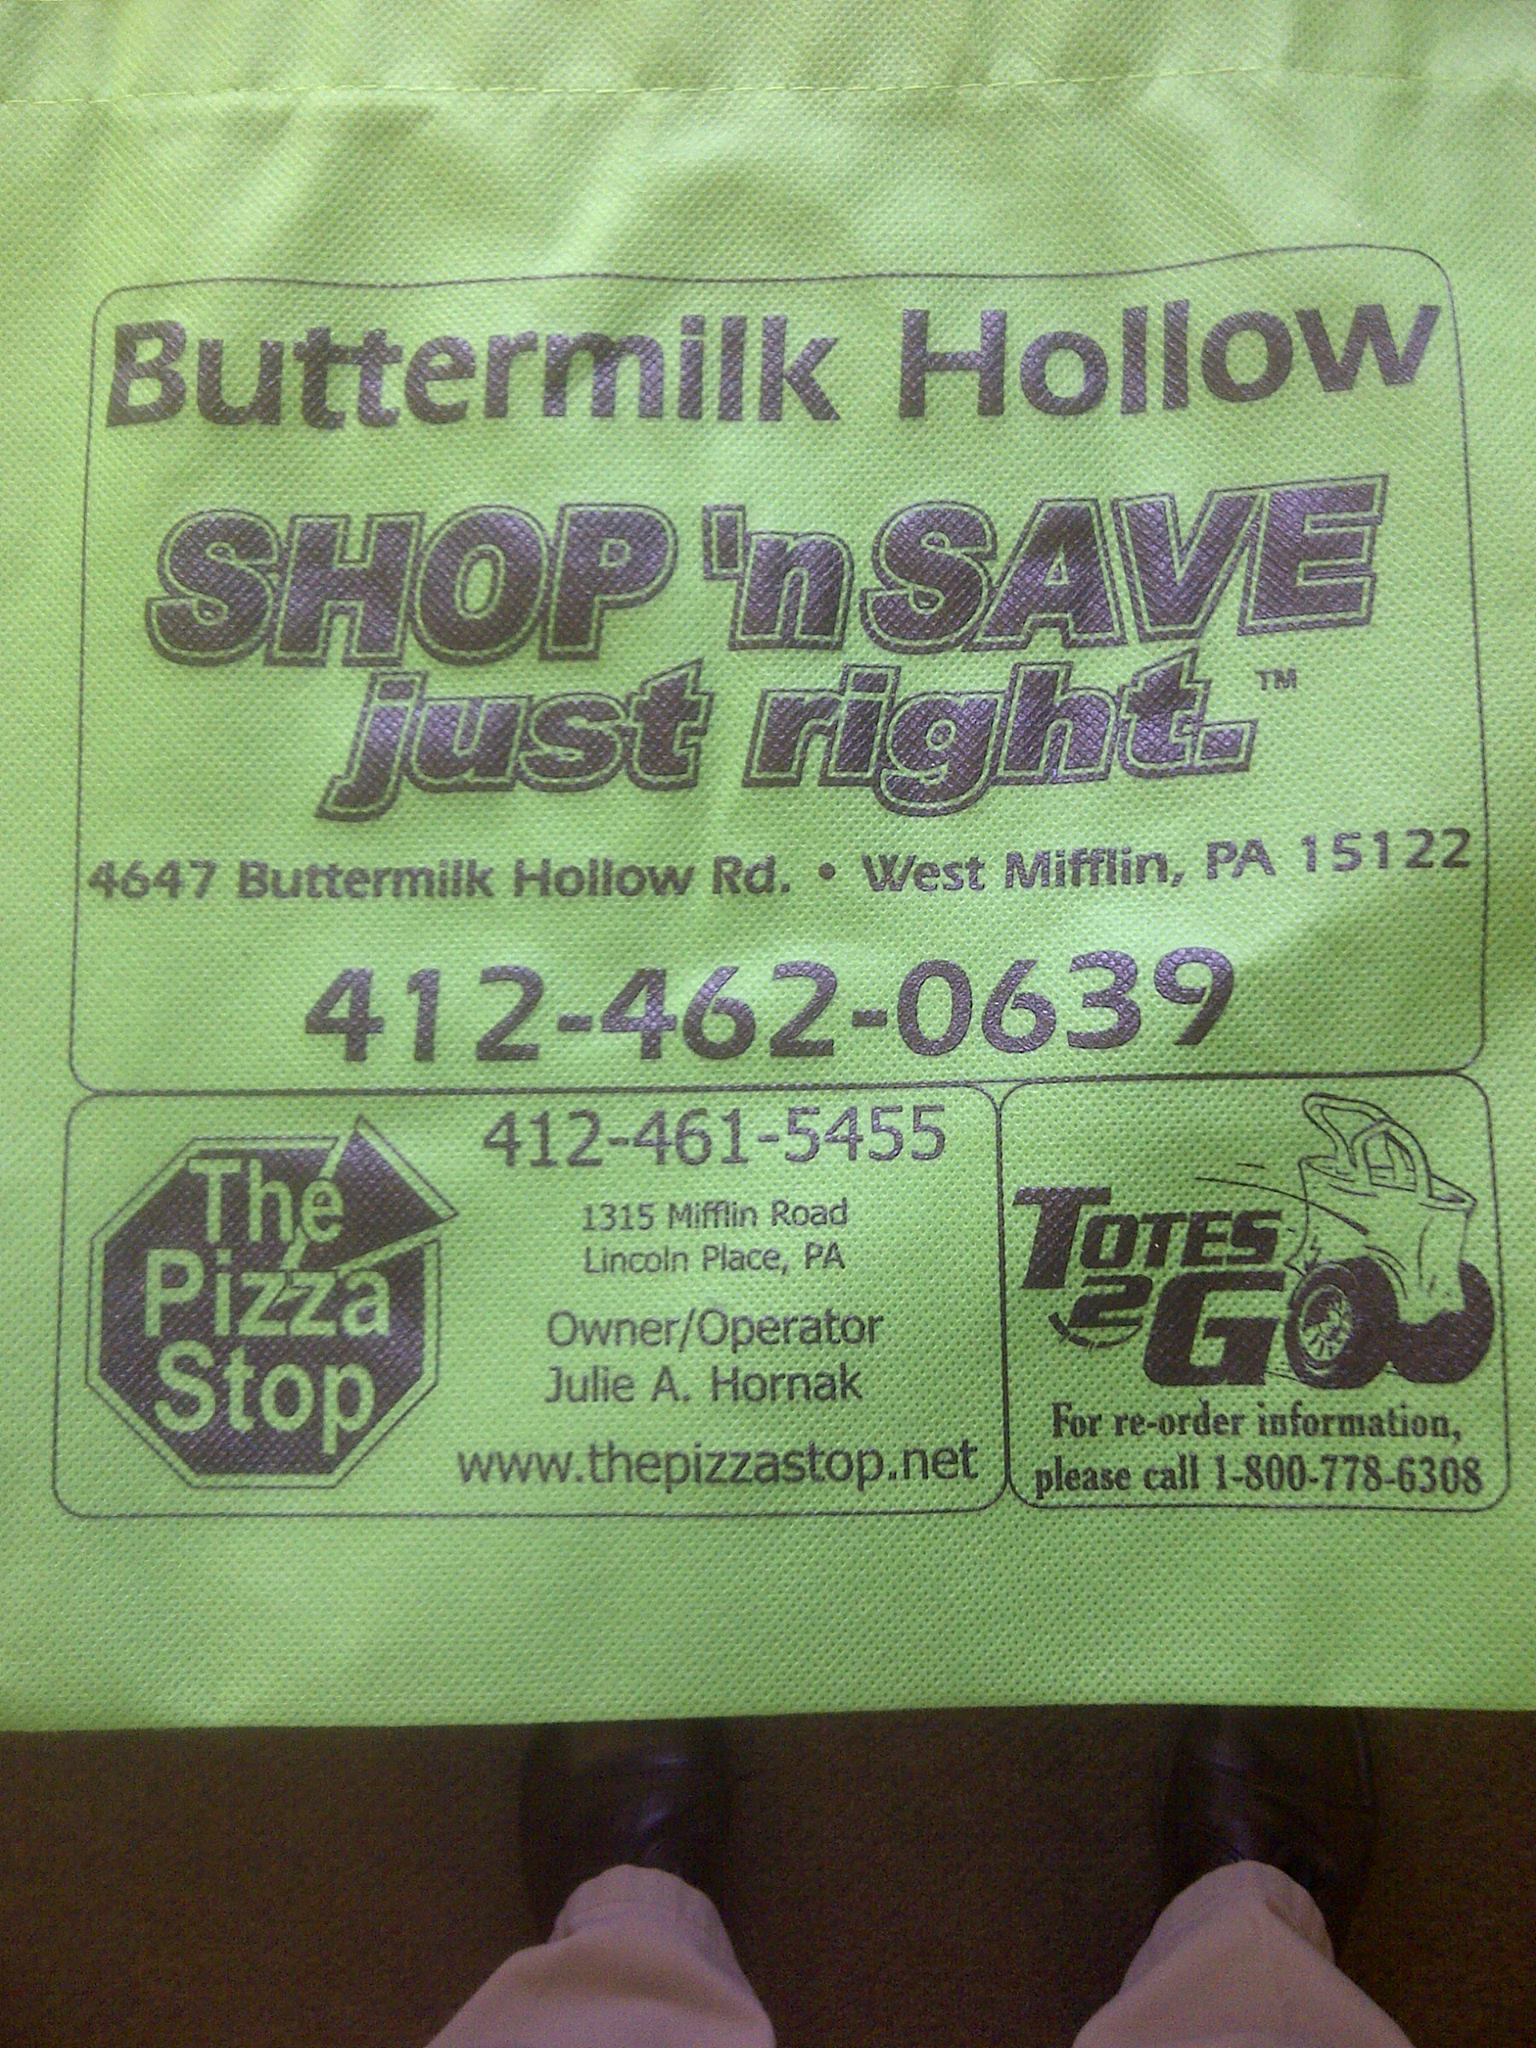 Buttermilk Hollow
SHOP 'n SAVE
just right.™
4647 Buttermilk Hollow Rd. • West Mifflin, PA 15122
412-462-0639
The
Pizza
Stop
412-461-5455
1315 Mifflin Road
Lincoln Place, PA
Owner/Operator
Julie A. Hornak
www.thepizzastop.net
TOTES
2GO
For re-order information,
please call 1-800-778-6308